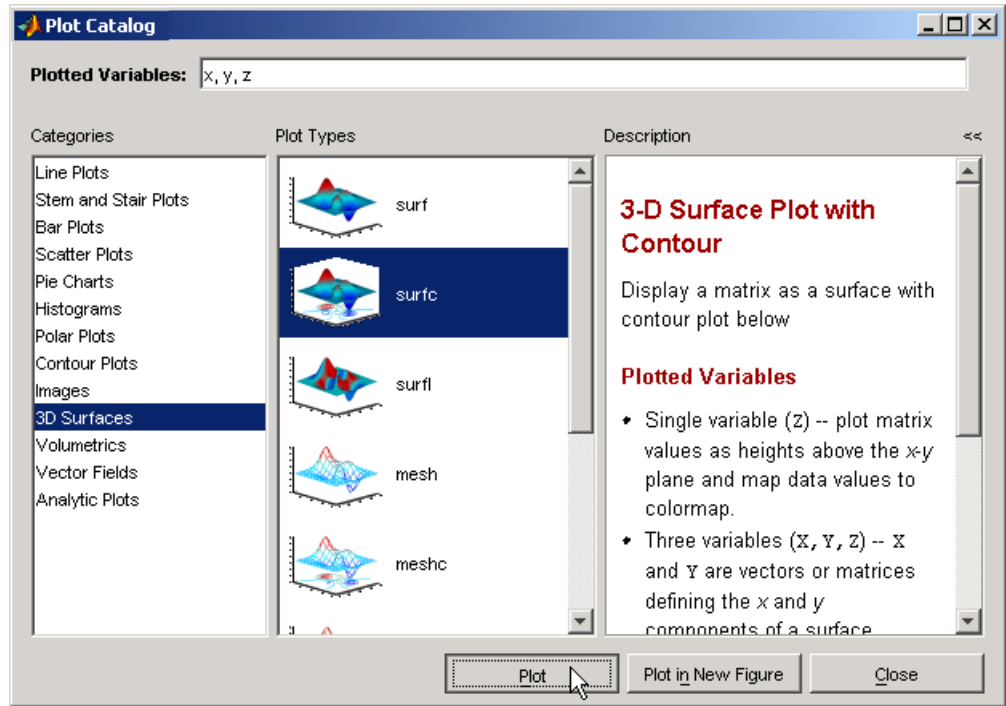 Plot Catalog
Plotted Variables: x, y, z
Categories
Line Plots
Stem and Stair Plots
Bar Plots
Scatter Plots
Pie Charts
Histograms
Polar Plots
Contour Plots
Images
3D Surfaces
Volumetrics
Vector Fields
Analytic Plots
Plot Types
surf
surfc
surfl
mesh
meshc
Description <<
3-D Surface Plot with
Contour
Display a matrix as a surface with
contour plot below
Plotted Variables
• Single variable (Z) -- plot matrix
values as heights above the x-y
plane and map data values to
colormap.
• Three variables (X, Y, Z) -- X
and Y are vectors or matrices
defining the x and y
components of a surface
Plot
Plot in New Figure
Close